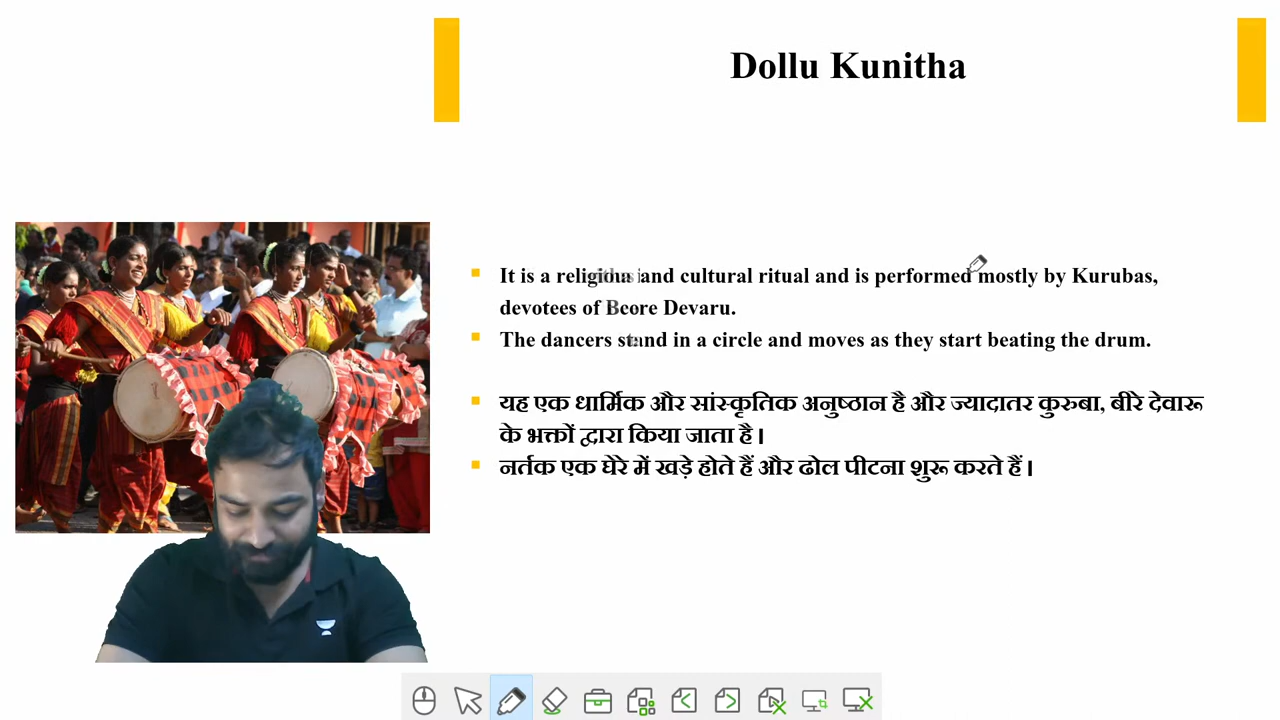 Dollu Kunitha
It is a religious and cultural ritual and is performed mostly by Kurubas,
devotees of Beere Devaru.
The dancers stand in a circle and moves as they start beating the drum.
यह एक धार्मिक और सांस्कृतिक अनुष्ठान है और ज्यादातर कुरुबा, बीरे देवारू
के भक्तों द्वारा किया जाता है।
नर्तक एक घेरे में खड़े होते हैं और ढोल पीटना शुरू करते हैं।